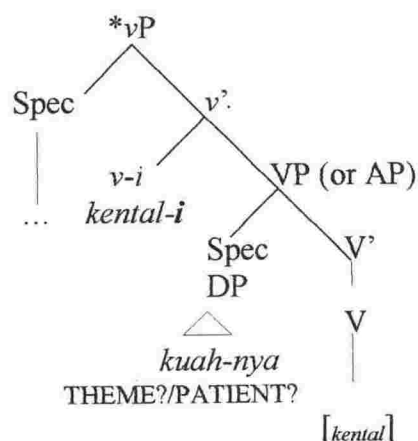 *vP
Spec
v'.
v-i
VP (or AP)
...
kental-i
Spec
V'
DP
V
kuah-nya
THEME?/PATIENT?
[kental]